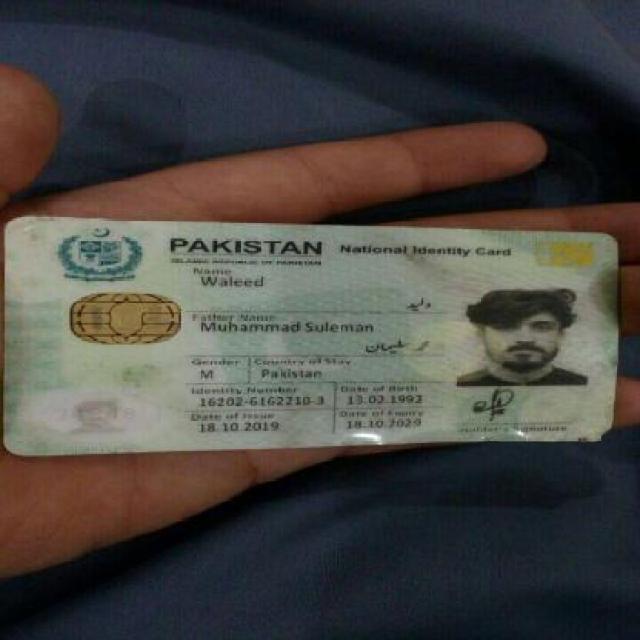 PAKISTAN National Identity Card
ISLAMIC REPUBLIC OF PAKISTAN
Name
Waleed
ولید
Father Name
Muhammad Suleman
محمد سلیمان
Gender Country of Stay
M Pakistan
Identity Number Date of Birth
16202-6162210-3 13.02.1992
Date of Issue Date of Expiry
18.10.2019 18.10.2029
Holder's Signature